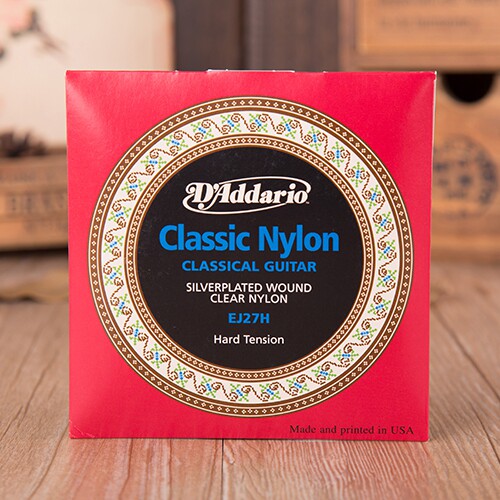 D'Addario
Classic Nylon
CLASSICAL GUITAR
SILVERPLATED WOUND
CLEAR NYLON
EJ27H
Hard Tension
Made and printed in USA